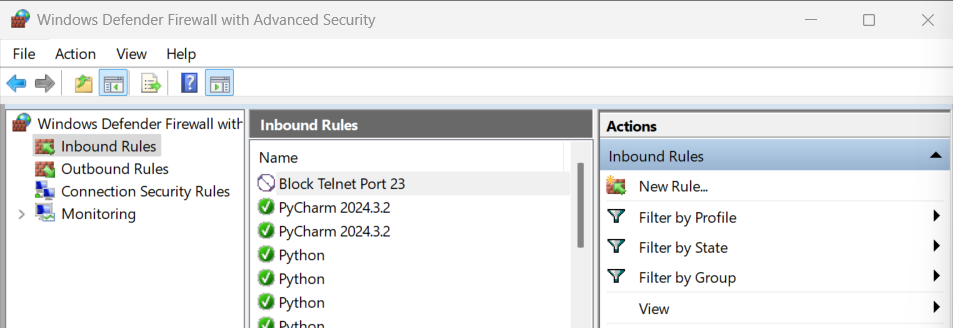 Windows Defender Firewall with Advanced Security
File Action View Help
Windows Defender Firewall with
Inbound Rules
Outbound Rules
Connection Security Rules
Monitoring
Inbound Rules
Name
Block Telnet Port 23
PyCharm 2024.3.2
PyCharm 2024.3.2
Python
Python
Python
Python
Actions
Inbound Rules
New Rule...
Filter by Profile
Filter by State
Filter by Group
View